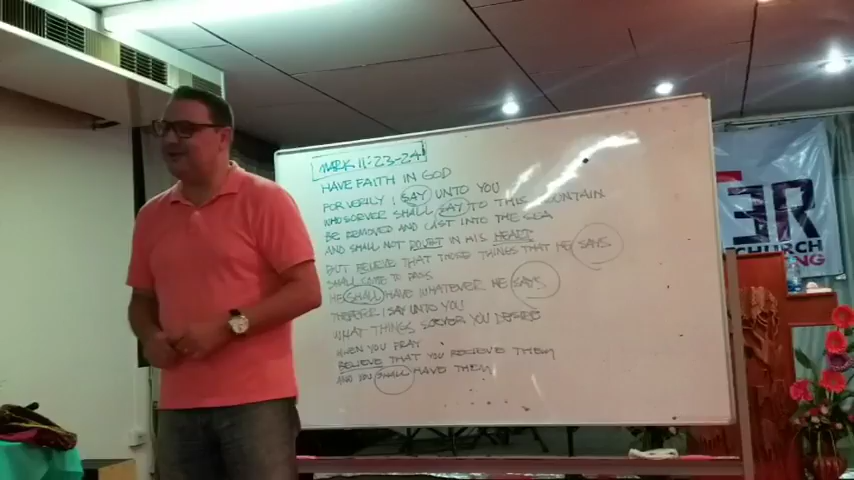 MARK 11:23-24
HAVE FAITH IN GOD
FOR VERILY I SAY UNTO YOU
WHOSOEVER SHALL SAY TO THIS MOUNTAIN
BE REMOVED AND CAST INTO THE SEA
AND SHALL NOT DOUBT IN HIS HEART
BUT BELIEVE THAT THOSE THINGS THAT HE SAYS
SHALL COME TO PASS
HE SHALL HAVE WHATEVER HE SAYS
THEREFORE I SAY UNTO YOU
WHAT THINGS SOEVER YOU DESIRE
WHEN YOU PRAY
BELIEVE THAT YOU RECEIVE THEM
AND YOU SHALL HAVE THEM
3R
CHURCH
NG